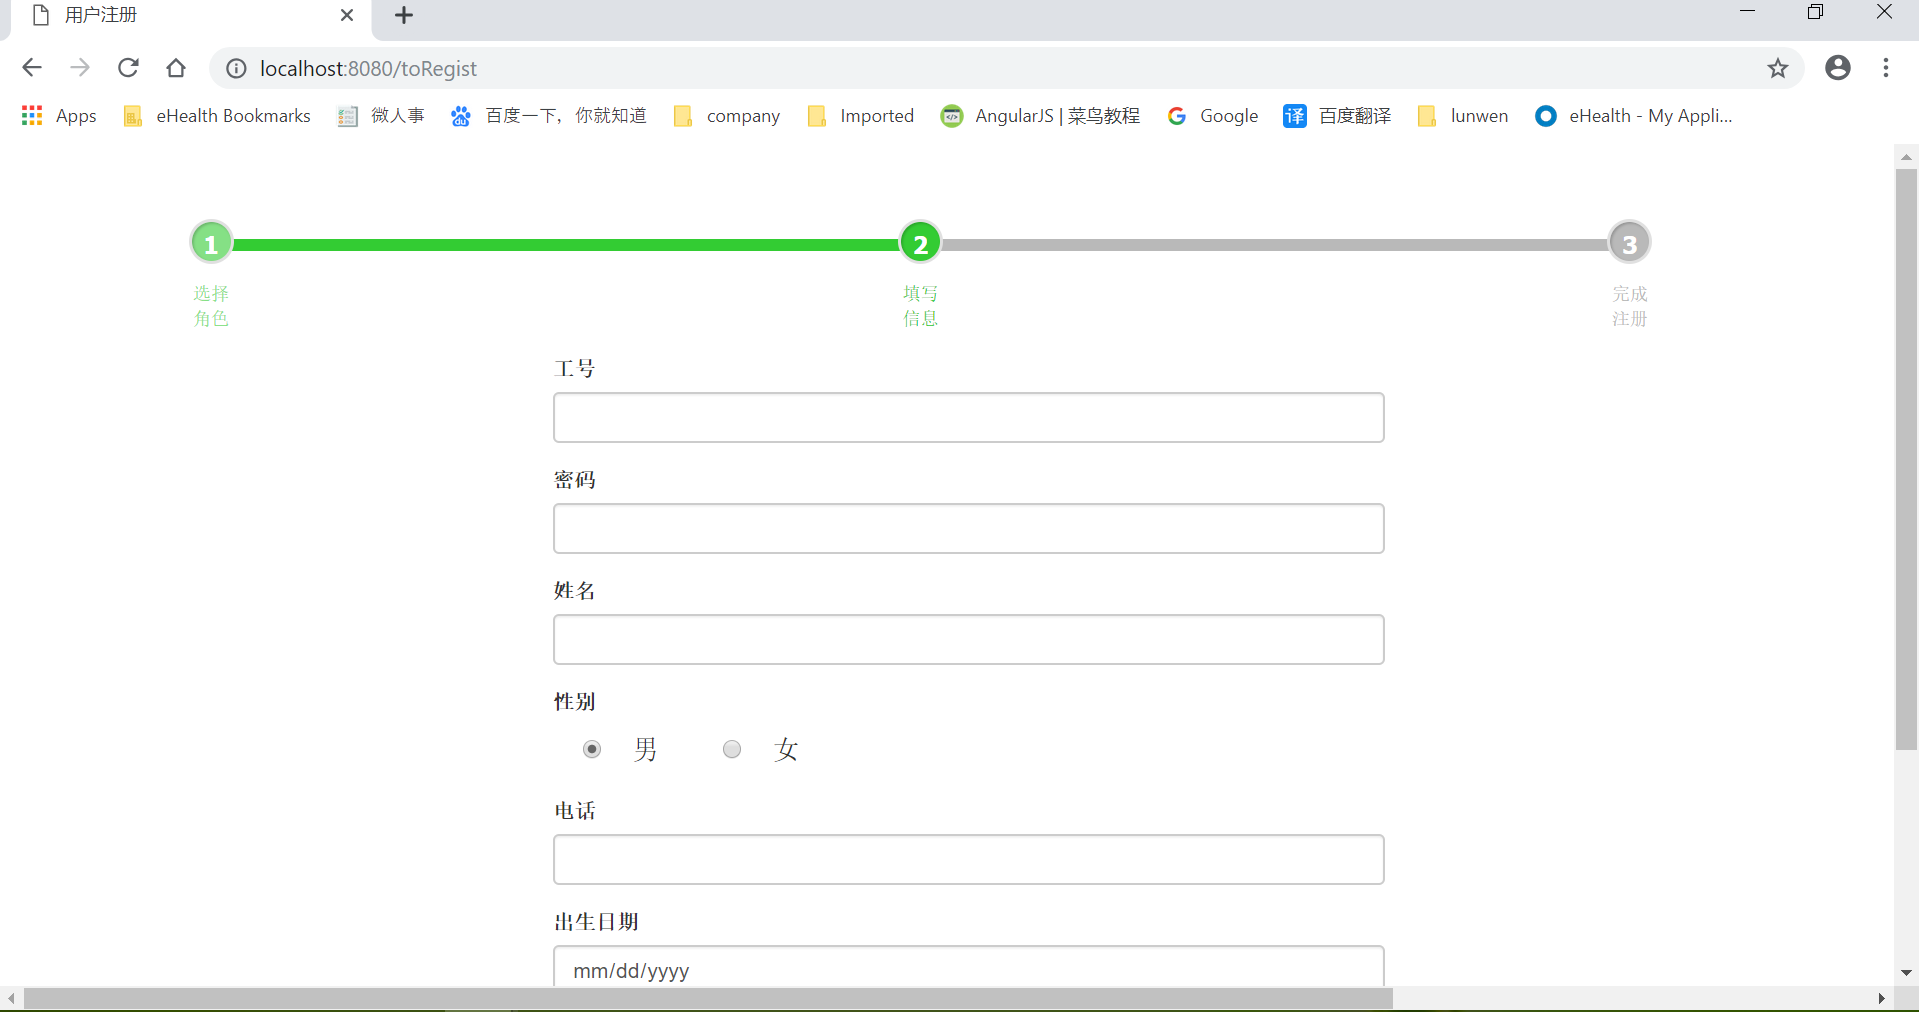 用户注册
localhost:8080/toRegist
Apps eHealth Bookmarks 微人事 百度一下，你就知道 company Imported AngularJS | 菜鸟教程 Google 译 百度翻译 lunwen eHealth - My Appli...
1 2 3
选择 填写 完成
角色 信息 注册
工号
密码
姓名
性别
男 女
电话
出生日期
mm/dd/yyyy